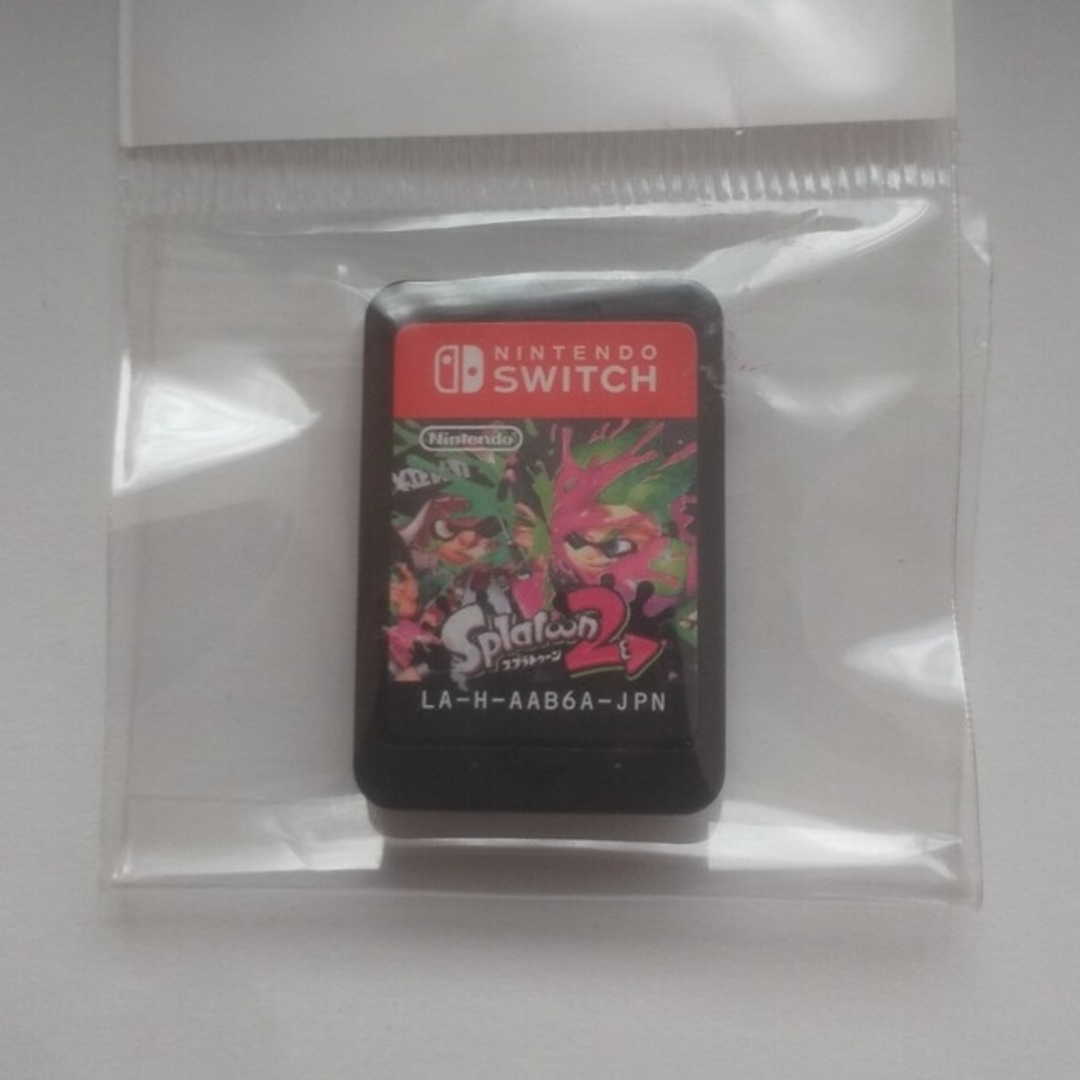 NINTENDO
SWITCH
Nintendo
Splatoon 2
スプラトゥーン
LA-H-AAB6A-JPN